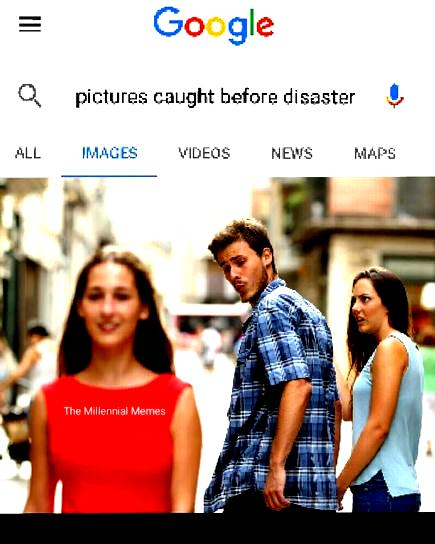 Google
pictures caught before disaster
ALL IMAGES VIDEOS NEWS MAPS
The Millennial Memes